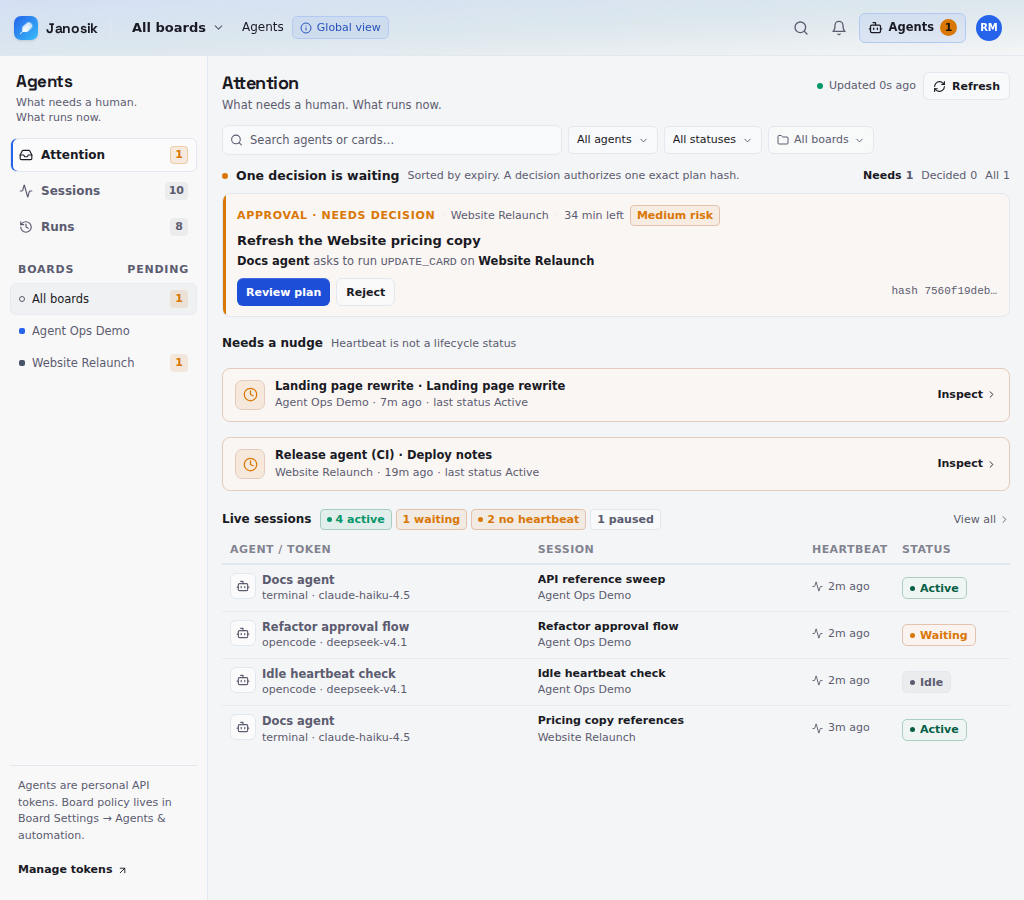 Janosik
All boards
Agents
Global view
Agents 1
RM
Agents
What needs a human.
What runs now.
Attention 1
Sessions 10
Runs 8
BOARDS PENDING
All boards 1
Agent Ops Demo
Website Relaunch 1
Agents are personal API
tokens. Board policy lives in
Board Settings → Agents &
automation.
Manage tokens
Attention
What needs a human. What runs now.
Updated 0s ago
Refresh
Search agents or cards...
All agents
All statuses
All boards
One decision is waiting Sorted by expiry. A decision authorizes one exact plan hash.
Needs 1 Decided 0 All 1
APPROVAL · NEEDS DECISION · Website Relaunch · 34 min left Medium risk
Refresh the Website pricing copy
Docs agent asks to run UPDATE_CARD on Website Relaunch
Review plan
Reject
hash 7560f19deb…
Needs a nudge Heartbeat is not a lifecycle status
Landing page rewrite · Landing page rewrite
Agent Ops Demo · 7m ago · last status Active
Inspect
Release agent (CI) · Deploy notes
Website Relaunch · 19m ago · last status Active
Inspect
Live sessions 4 active 1 waiting 2 no heartbeat 1 paused
View all
AGENT / TOKEN SESSION HEARTBEAT STATUS
Docs agent
terminal · claude-haiku-4.5
API reference sweep
Agent Ops Demo
2m ago
Active
Refactor approval flow
opencode · deepseek-v4.1
Refactor approval flow
Agent Ops Demo
2m ago
Waiting
Idle heartbeat check
opencode · deepseek-v4.1
Idle heartbeat check
Agent Ops Demo
2m ago
Idle
Docs agent
terminal · claude-haiku-4.5
Pricing copy references
Website Relaunch
3m ago
Active